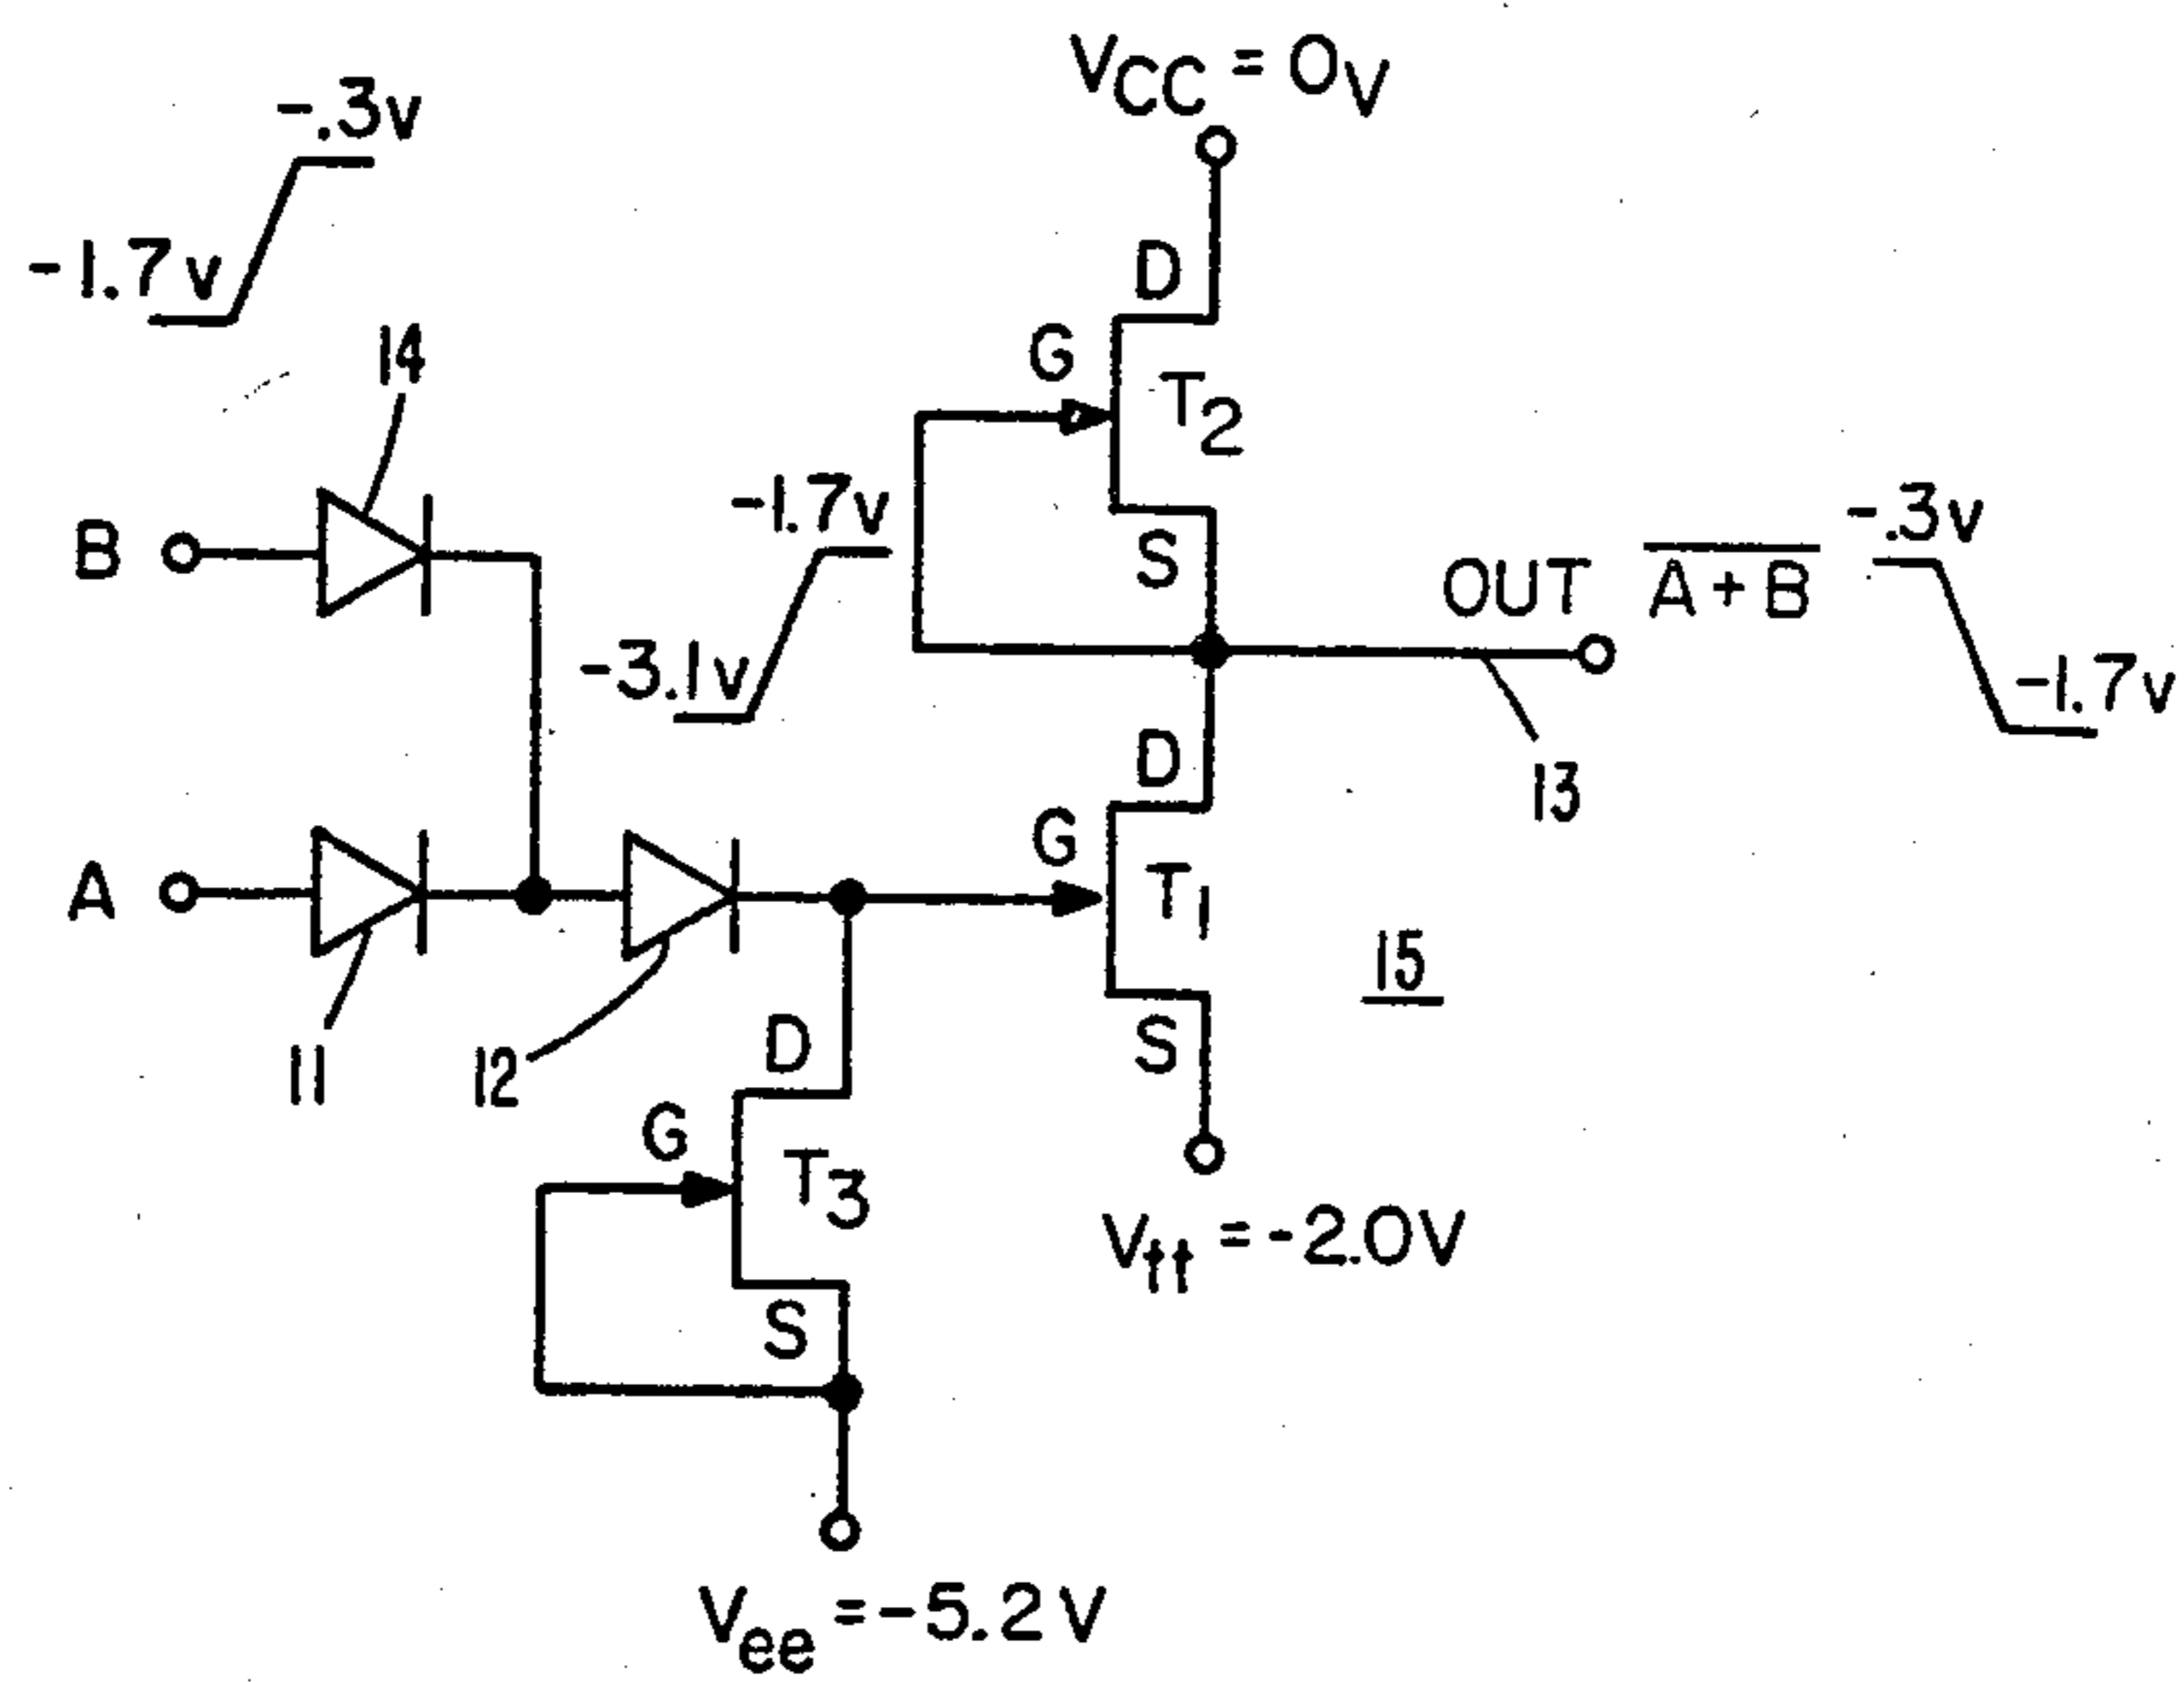 V_CC = 0V
-.3v
-1.7v
D
G
14
T2
-1.7v
-.3v
B
S
OUT
A+B
-3.1v
-1.7v
D
13
G
A
T1
15
D
S
11
12
G
T3
Vtt = -2.0V
S
Vee = -5.2V